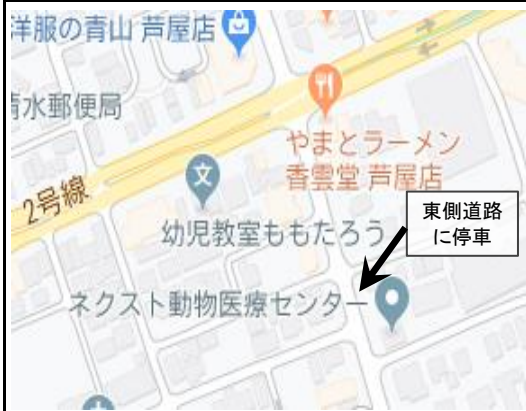 洋服の青山 芦屋店
清水郵便局
やまとラーメン
香雲堂 芦屋店
2号線
東側道路
に停車
幼児教室ももたろう
ネクスト動物医療センター
文